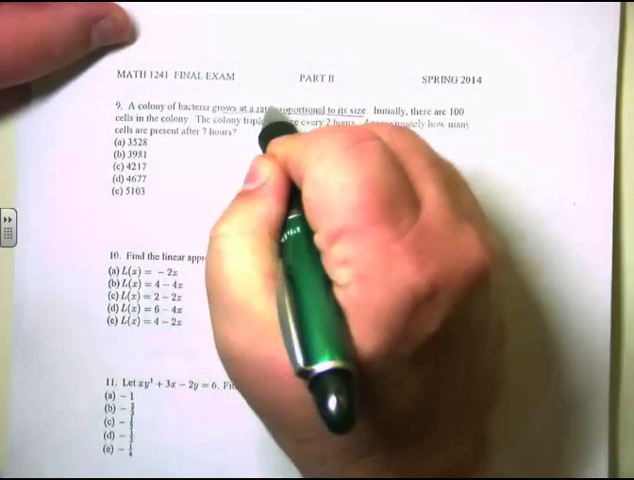 MATH 1241 FINAL EXAM PART II SPRING 2014
9. A colony of bacteria grows at a proportional to its size. Initially, there are 100
cells in the colony. The colony every 2 hours. how many
cells are present after 7 hours?
(a) 3528
(b) 3981
(c) 4217
(d) 4677
(e) 5103
10. Find the linear
(a) L(x) = − 2x
(b) L(x) = 4 − 4x
(c) L(x) = 2 − 2x
(d) L(x) = 6 − 4x
(e) L(x) = 4 − 2x
11. Let xy³ + 3x − 2y = 6.
(a) − 1
(b) −
(c) −
(d) −
(e) −